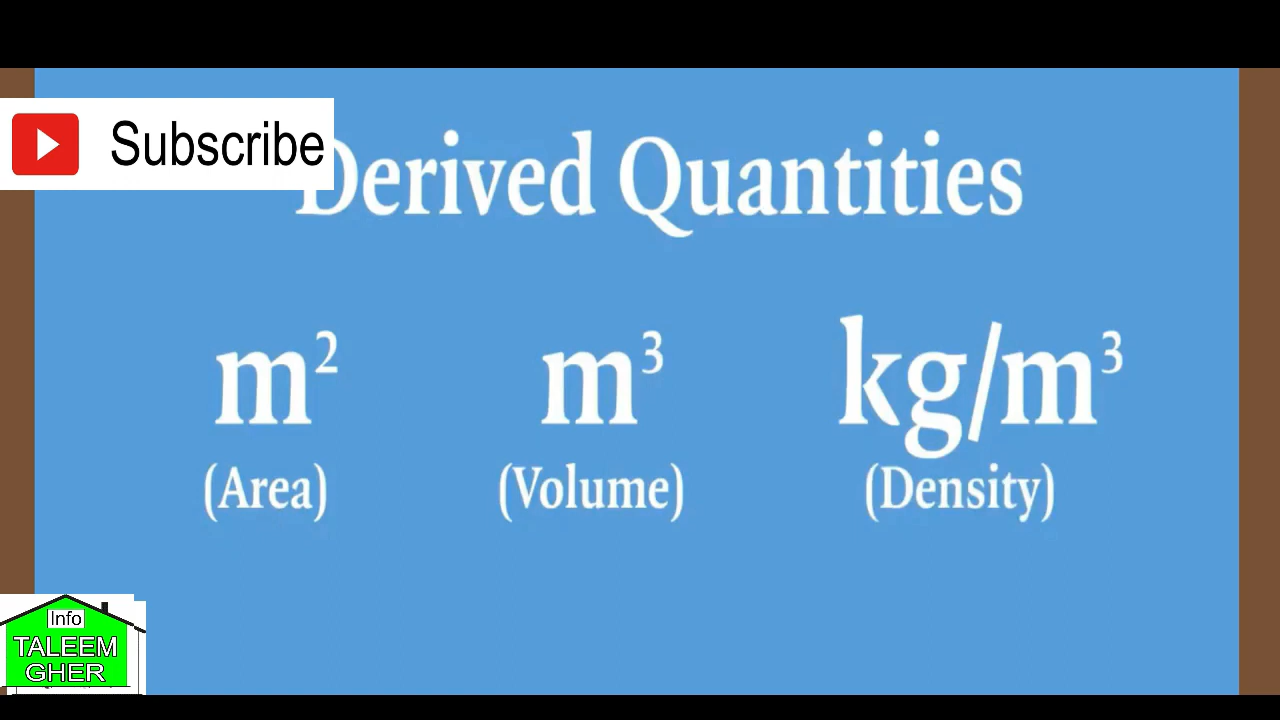 Subscribe
Derived Quantities
m² m³ kg/m³
(Area) (Volume) (Density)
Info
TALEEM
GHER